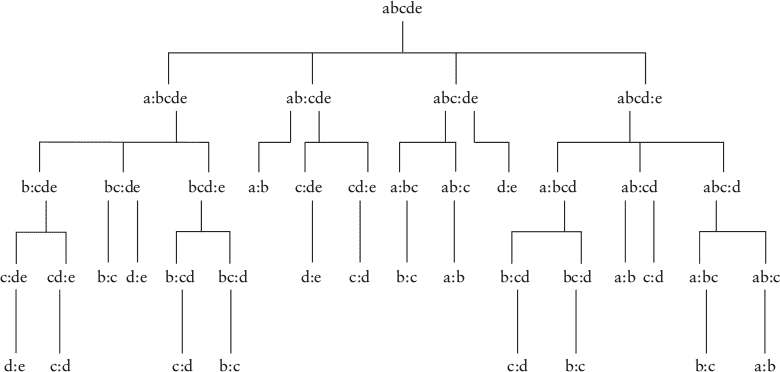 abcde
a:bcde ab:cde abc:de abcd:e
b:cde bc:de bcd:e a:b c:de cd:e a:bc ab:c d:e a:bcd ab:cd abc:d
c:de cd:e b:c d:e b:cd bc:d d:e c:d b:c a:b b:cd bc:d a:b c:d a:bc ab:c
d:e c:d c:d b:c c:d b:c b:c a:b